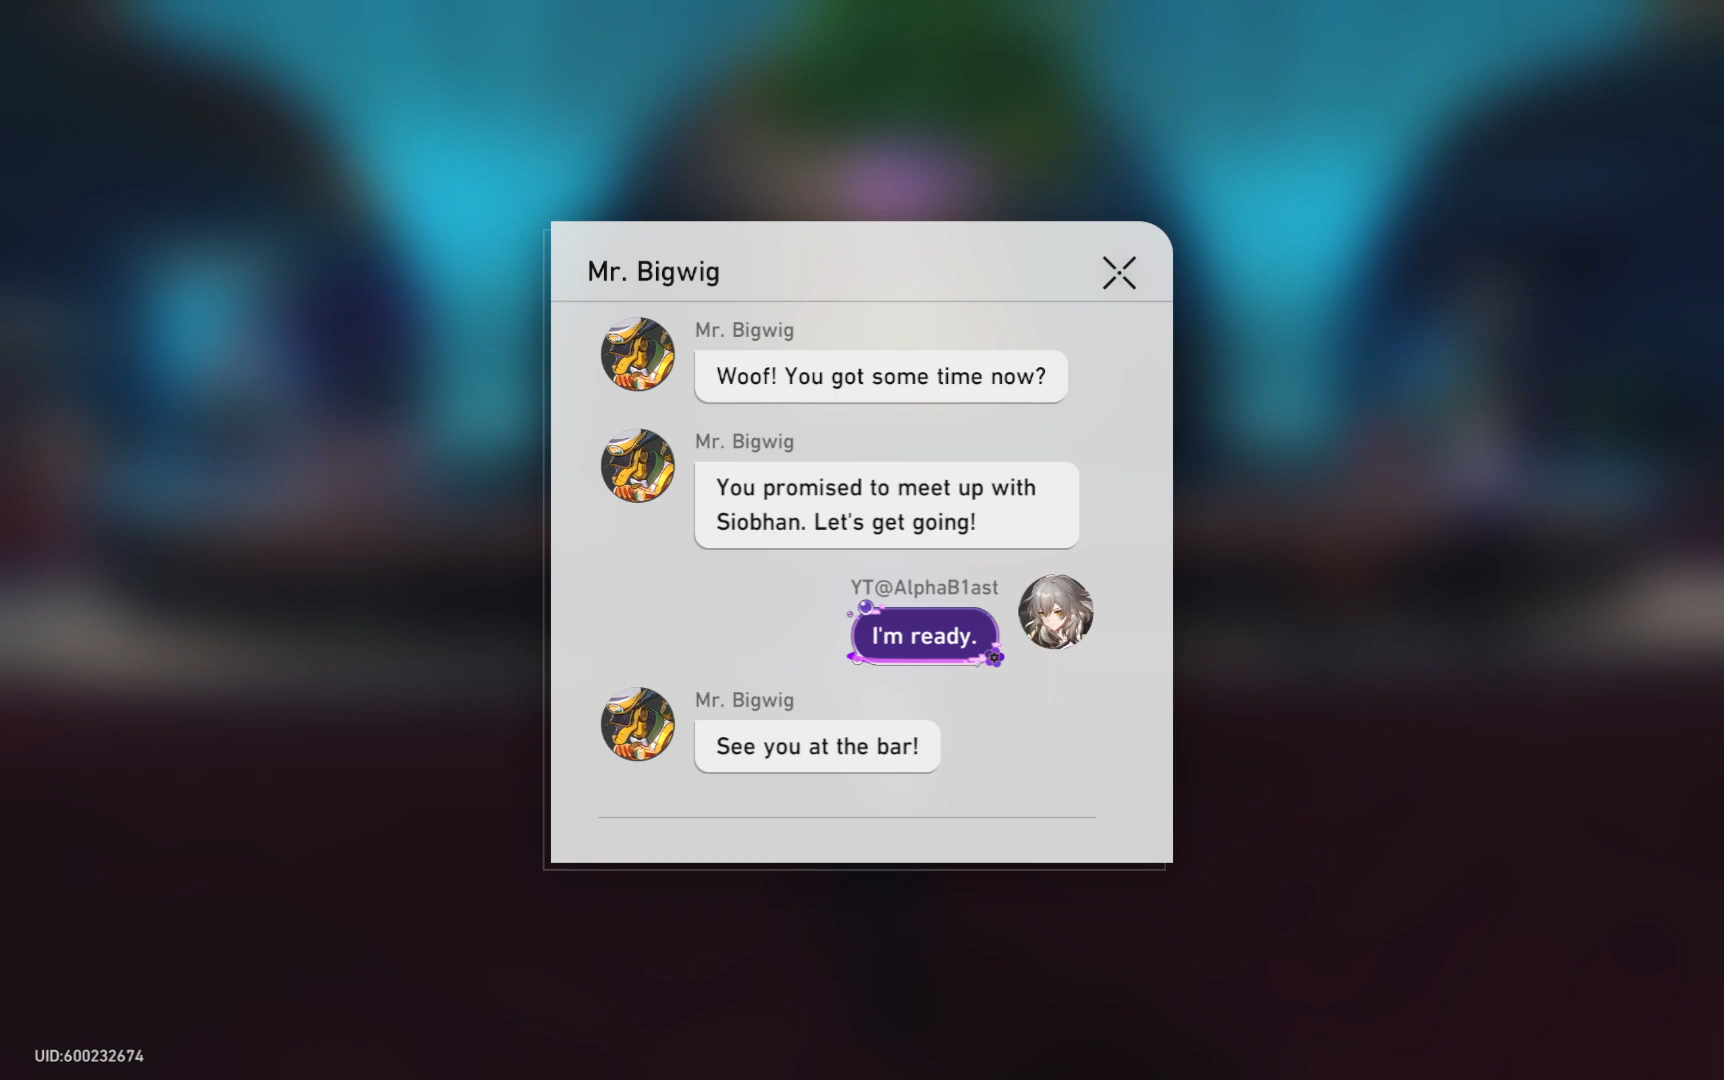 Mr. Bigwig
Mr. Bigwig
Woof! You got some time now?
Mr. Bigwig
You promised to meet up with
Siobhan. Let's get going!
YT@AlphaB1ast
I'm ready.
Mr. Bigwig
See you at the bar!
UID:600232674